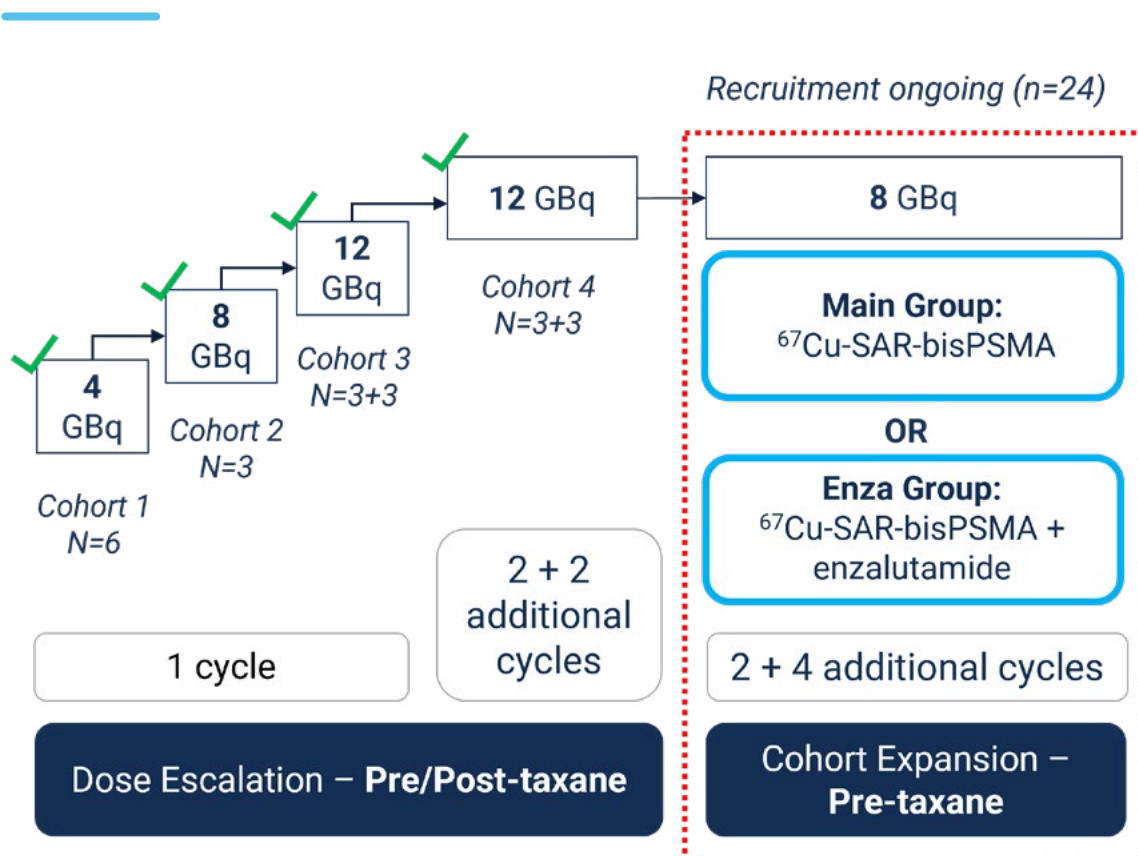 Recruitment ongoing (n=24)
12 GBq
8 GBq
12
GBq
Cohort 4
N=3+3
8
GBq
Cohort 3
N=3+3
4
GBq
Cohort 2
N=3
Cohort 1
N=6
Main Group:
⁶⁷Cu-SAR-bisPSMA
OR
Enza Group:
⁶⁷Cu-SAR-bisPSMA +
enzalutamide
1 cycle
2 + 2
additional
cycles
2 + 4 additional cycles
Dose Escalation – Pre/Post-taxane
Cohort Expansion –
Pre-taxane